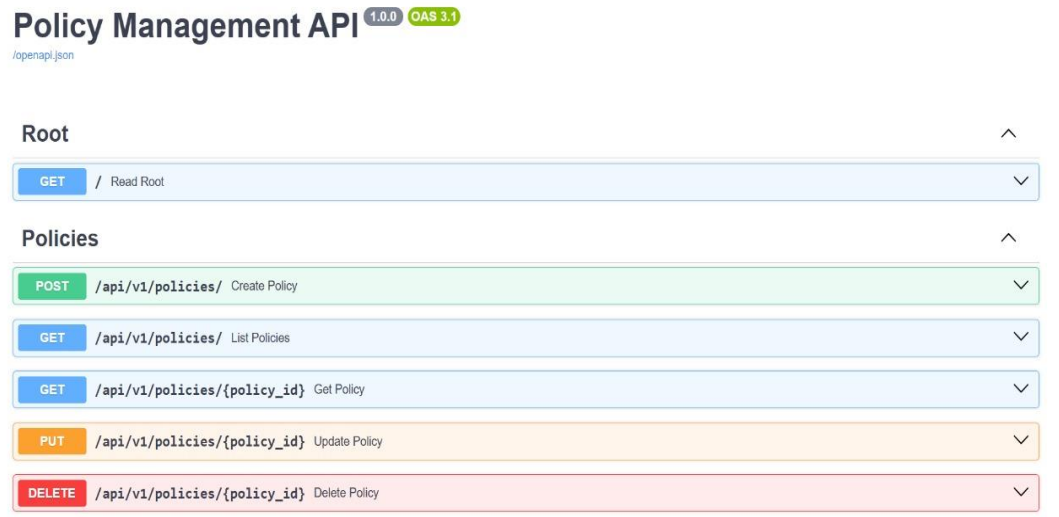 Policy Management API 1.0.0 OAS 3.1
/openapi.json
Root
GET / Read Root
Policies
POST /api/v1/policies/ Create Policy
GET /api/v1/policies/ List Policies
GET /api/v1/policies/{policy_id} Get Policy
PUT /api/v1/policies/{policy_id} Update Policy
DELETE /api/v1/policies/{policy_id} Delete Policy